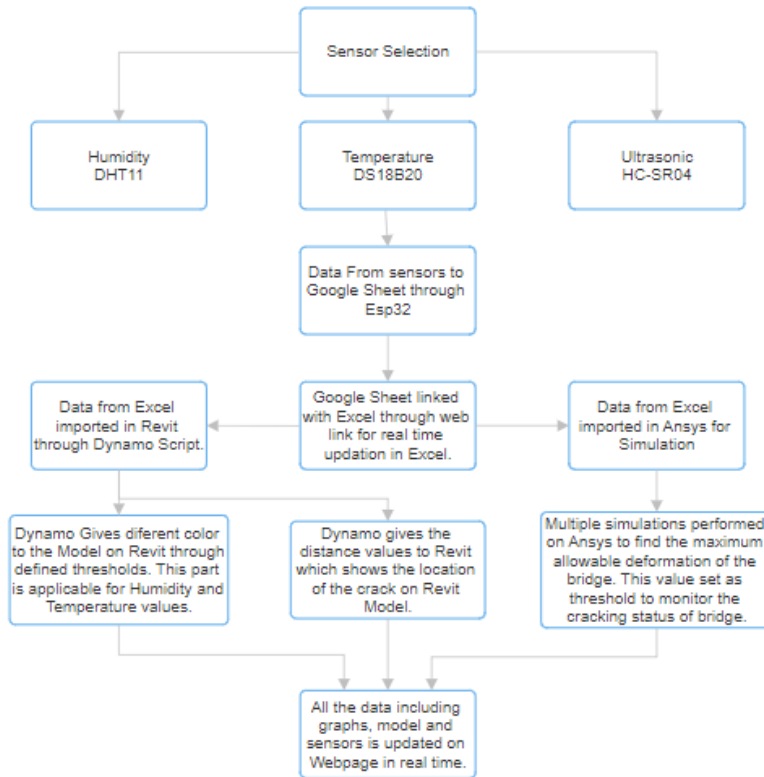 Sensor Selection
Humidity
DHT11
Temperature
DS18B20
Ultrasonic
HC-SR04
Data From sensors to
Google Sheet through
Esp32
Data from Excel
imported in Revit
through Dynamo Script.
Google Sheet linked
with Excel through web
link for real time
updation in Excel.
Data from Excel
imported in Ansys for
Simulation
Dynamo Gives diferent color
to the Model on Revit through
defined thresholds. This part
is applicable for Humidity and
Temperature values.
Dynamo gives the
distance values to Revit
which shows the location
of the crack on Revit
Model.
Multiple simulations performed
on Ansys to find the maximum
allowable deformation of the
bridge. This value set as
threshold to monitor the
cracking status of bridge.
All the data including
graphs, model and
sensors is updated on
Webpage in real time.